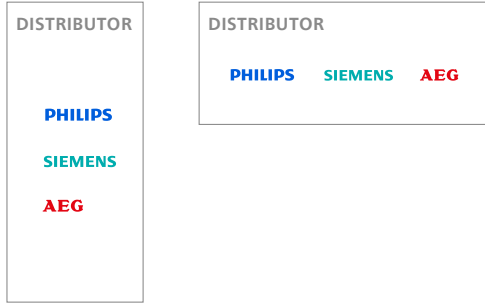 DISTRIBUTOR
PHILIPS
SIEMENS
AEG
DISTRIBUTOR
PHILIPS SIEMENS AEG